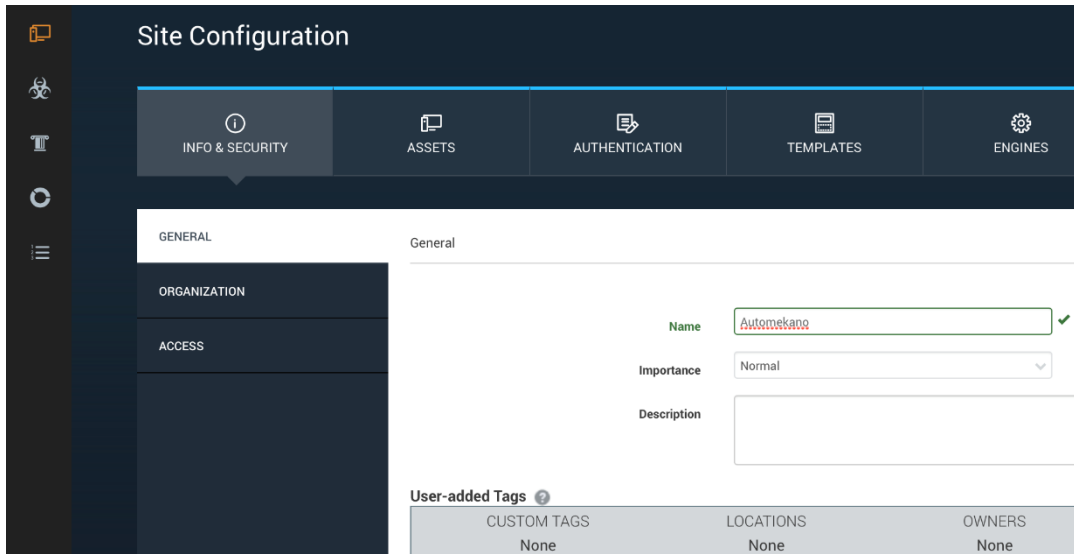 Site Configuration
INFO & SECURITY
ASSETS
AUTHENTICATION
TEMPLATES
ENGINES
GENERAL
ORGANIZATION
ACCESS
General
Name
Automekano
Importance
Normal
Description
User-added Tags
CUSTOM TAGS
LOCATIONS
OWNERS
None
None
None